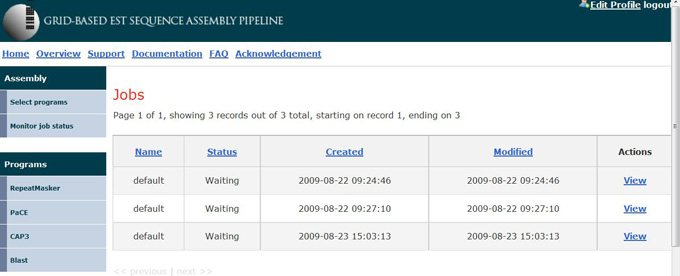 Edit Profile logout
GRID-BASED EST SEQUENCE ASSEMBLY PIPELINE
Home Overview Support Documentation FAQ Acknowledgement
Assembly
Select programs
Monitor job status
Programs
RepeatMasker
PaCE
CAP3
Blast
Jobs
Page 1 of 1, showing 3 records out of 3 total, starting on record 1, ending on 3
Name Status Created Modified Actions
default Waiting 2009-08-22 09:24:46 2009-08-22 09:24:46 View
default Waiting 2009-08-22 09:27:10 2009-08-22 09:27:10 View
default Waiting 2009-08-23 15:03:13 2009-08-23 15:03:13 View
<< previous | next >>